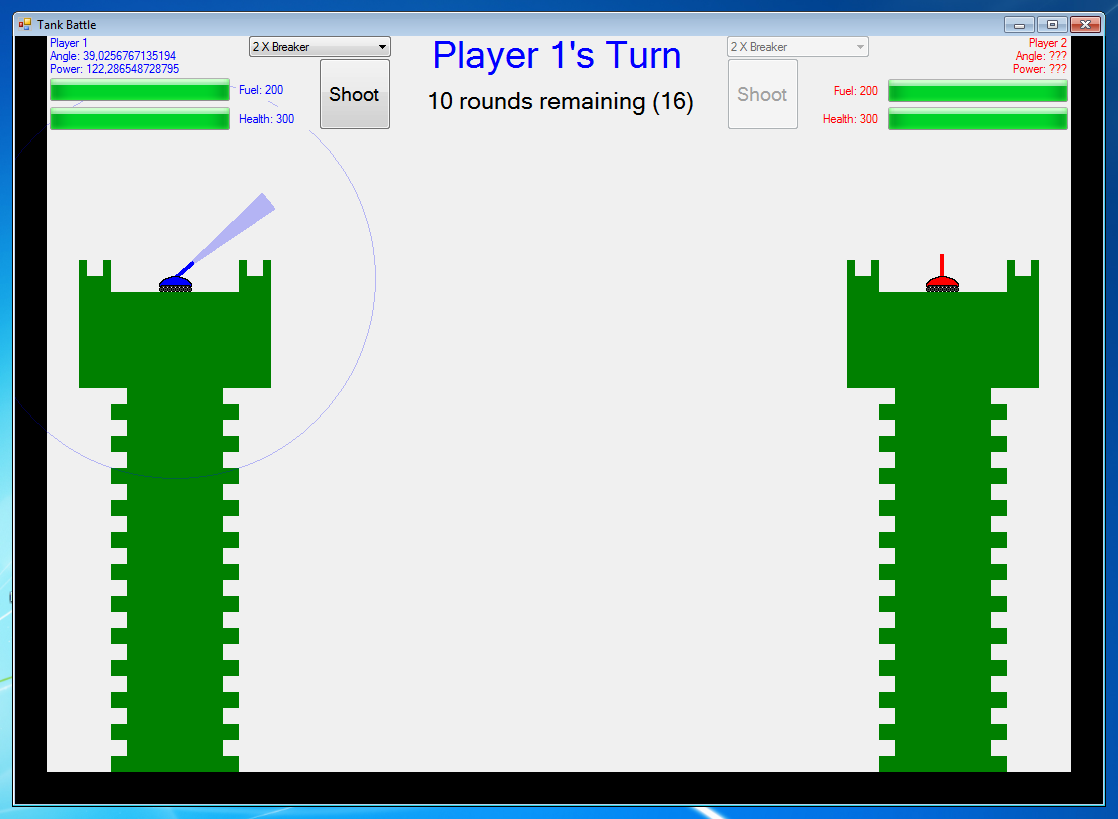 Tank Battle
Player 1
Angle: 39,0256767135194
Power: 122,286548728795
Fuel: 200
Health: 300
2 X Breaker
Shoot
Player 1's Turn
10 rounds remaining (16)
2 X Breaker
Shoot
Player 2
Angle: ???
Power: ???
Fuel: 200
Health: 300